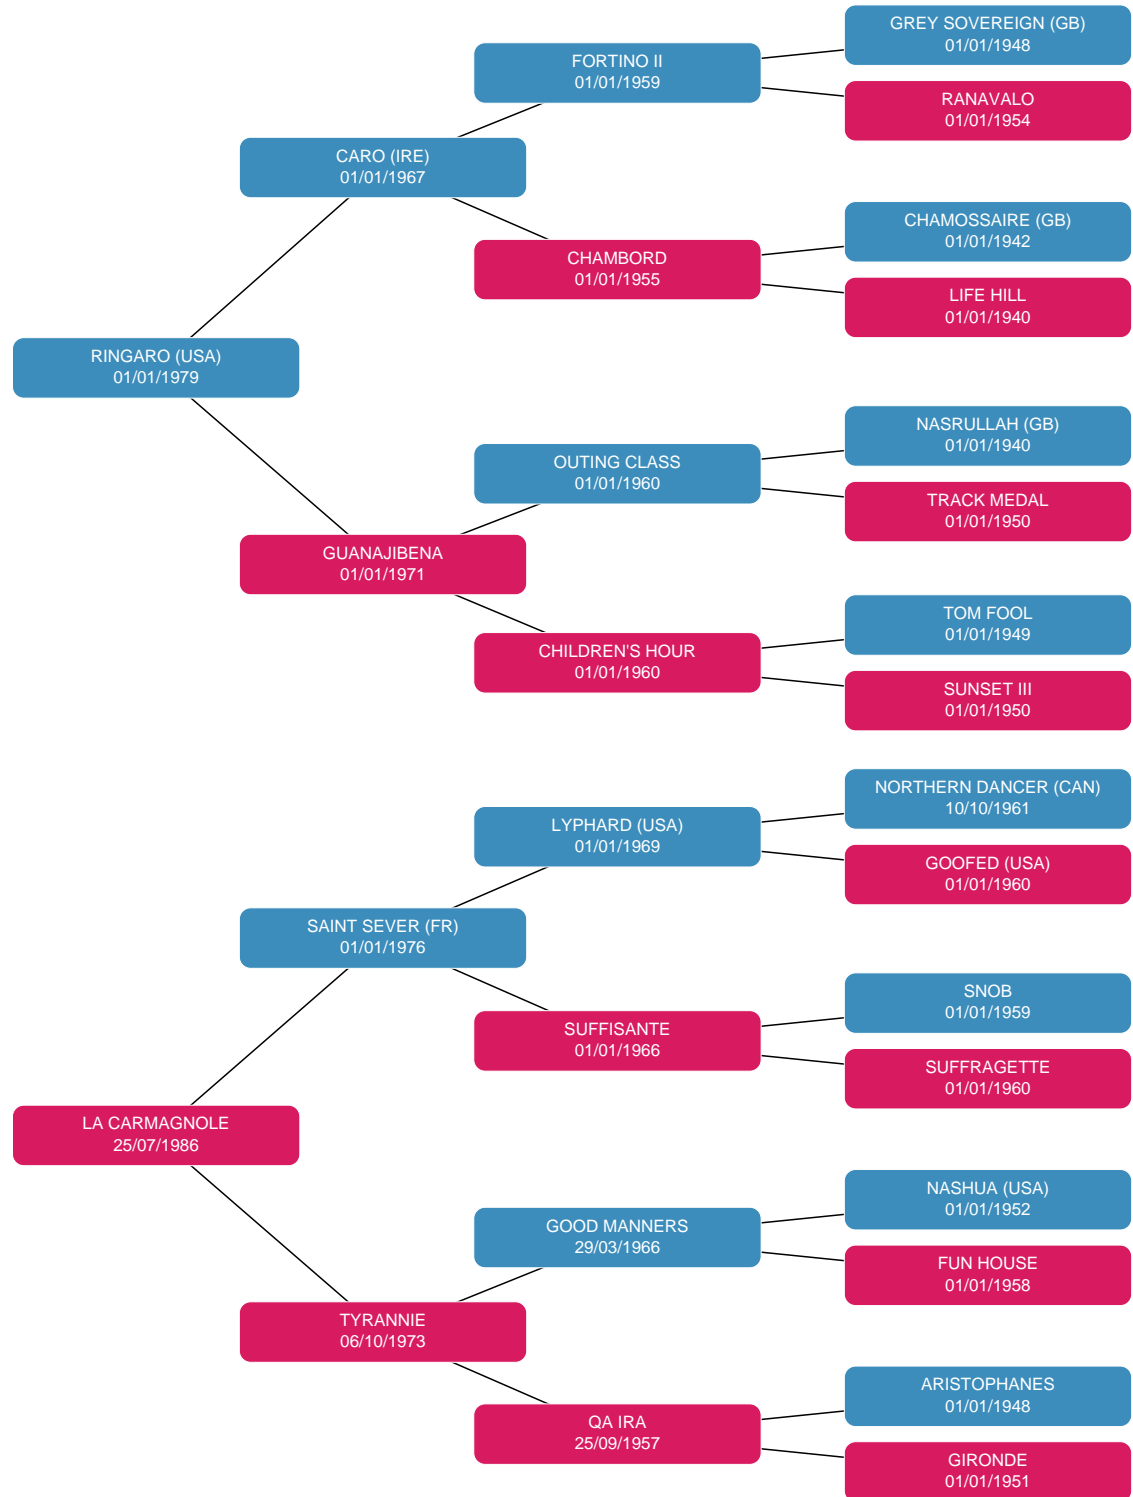 GREY SOVEREIGN (GB)
01/01/1948
FORTINO II
01/01/1959
RANAVALO
01/01/1954
CARO (IRE)
01/01/1967
CHAMOSSAIRE (GB)
01/01/1942
CHAMBORD
01/01/1955
LIFE HILL
01/01/1940
RINGARO (USA)
01/01/1979
NASRULLAH (GB)
01/01/1940
OUTING CLASS
01/01/1960
TRACK MEDAL
01/01/1950
GUANAJIBENA
01/01/1971
TOM FOOL
01/01/1949
CHILDREN'S HOUR
01/01/1960
SUNSET III
01/01/1950
NORTHERN DANCER (CAN)
10/10/1961
LYPHARD (USA)
01/01/1969
GOOFED (USA)
01/01/1960
SAINT SEVER (FR)
01/01/1976
SNOB
01/01/1959
SUFFISANTE
01/01/1966
SUFFRAGETTE
01/01/1960
LA CARMAGNOLE
25/07/1986
NASHUA (USA)
01/01/1952
GOOD MANNERS
29/03/1966
FUN HOUSE
01/01/1958
TYRANNIE
06/10/1973
ARISTOPHANES
01/01/1948
QA IRA
25/09/1957
GIRONDE
01/01/1951